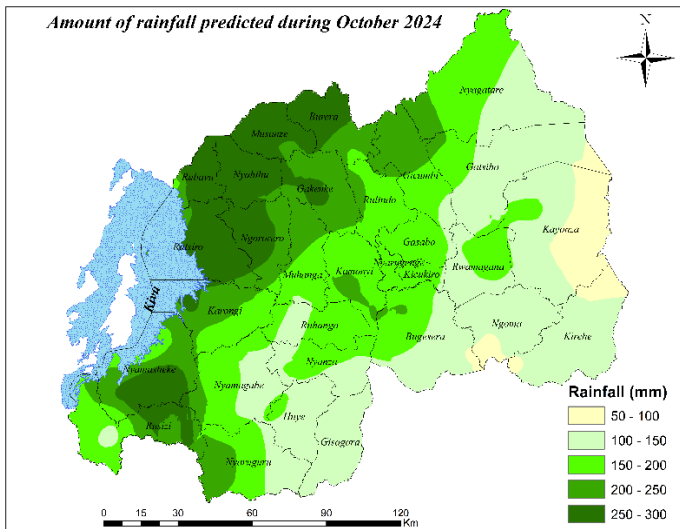 Amount of rainfall predicted during October 2024
N
Nyagatare
Burera
Musanze
Rubavu
Nyabihu
Gakenke
Gicumbi
Gatsibo
Rulindo
Kayonza
Rutsiro
Ngororero
Gasabo
Nyarugenge
Kicukiro
Rwamagana
Muhanga
Kamonyi
Kivu
Karongi
Ruhango
Bugesera
Ngoma
Kirehe
Nyamasheke
Nyanza
Nyamagabe
Huye
Rusizi
Gisagara
Nyaruguru
Rainfall (mm)
50 - 100
100 - 150
150 - 200
200 - 250
250 - 300
0 15 30 60 90 120
Km